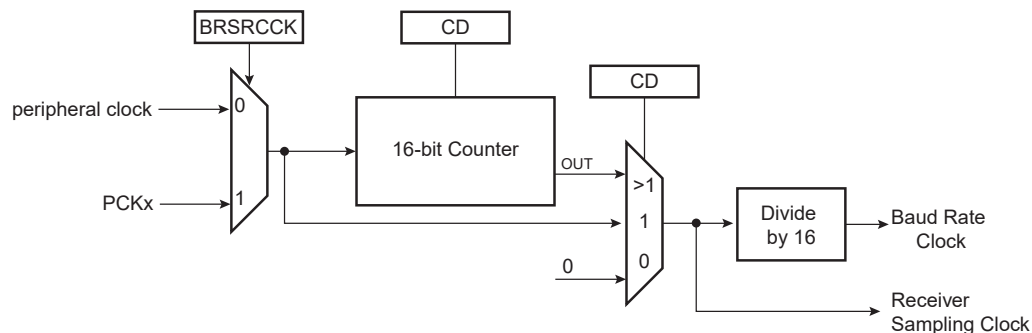 BRSRCCK
CD
CD
peripheral clock
0
16-bit Counter
OUT
>1
PCKx
1
1
Divide
by 16
Baud Rate
Clock
0
0
Receiver
Sampling Clock